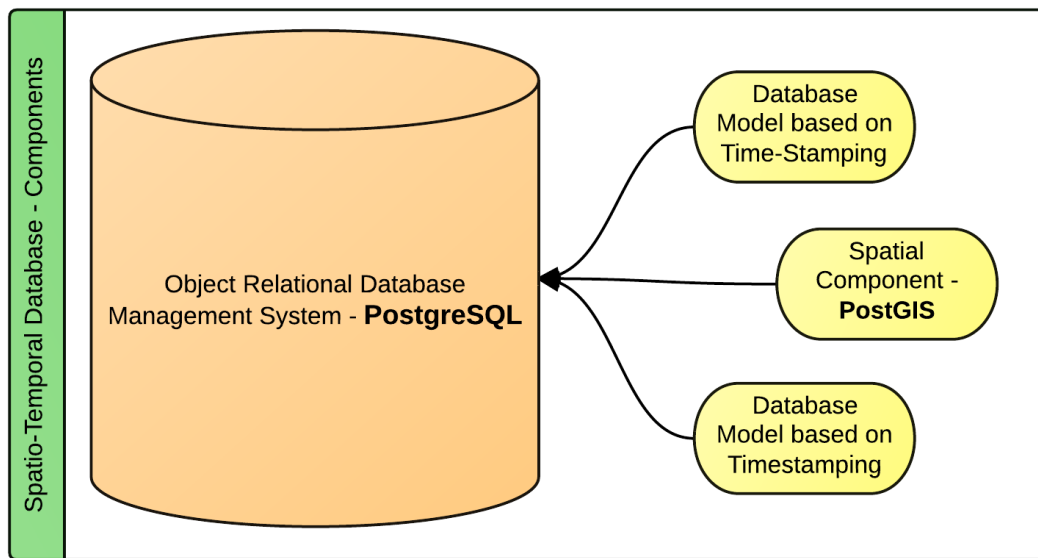 Spatio-Temporal Database - Components
Object Relational Database
Management System - PostgreSQL
Database
Model based on
Time-Stamping
Spatial
Component -
PostGIS
Database
Model based on
Timestamping